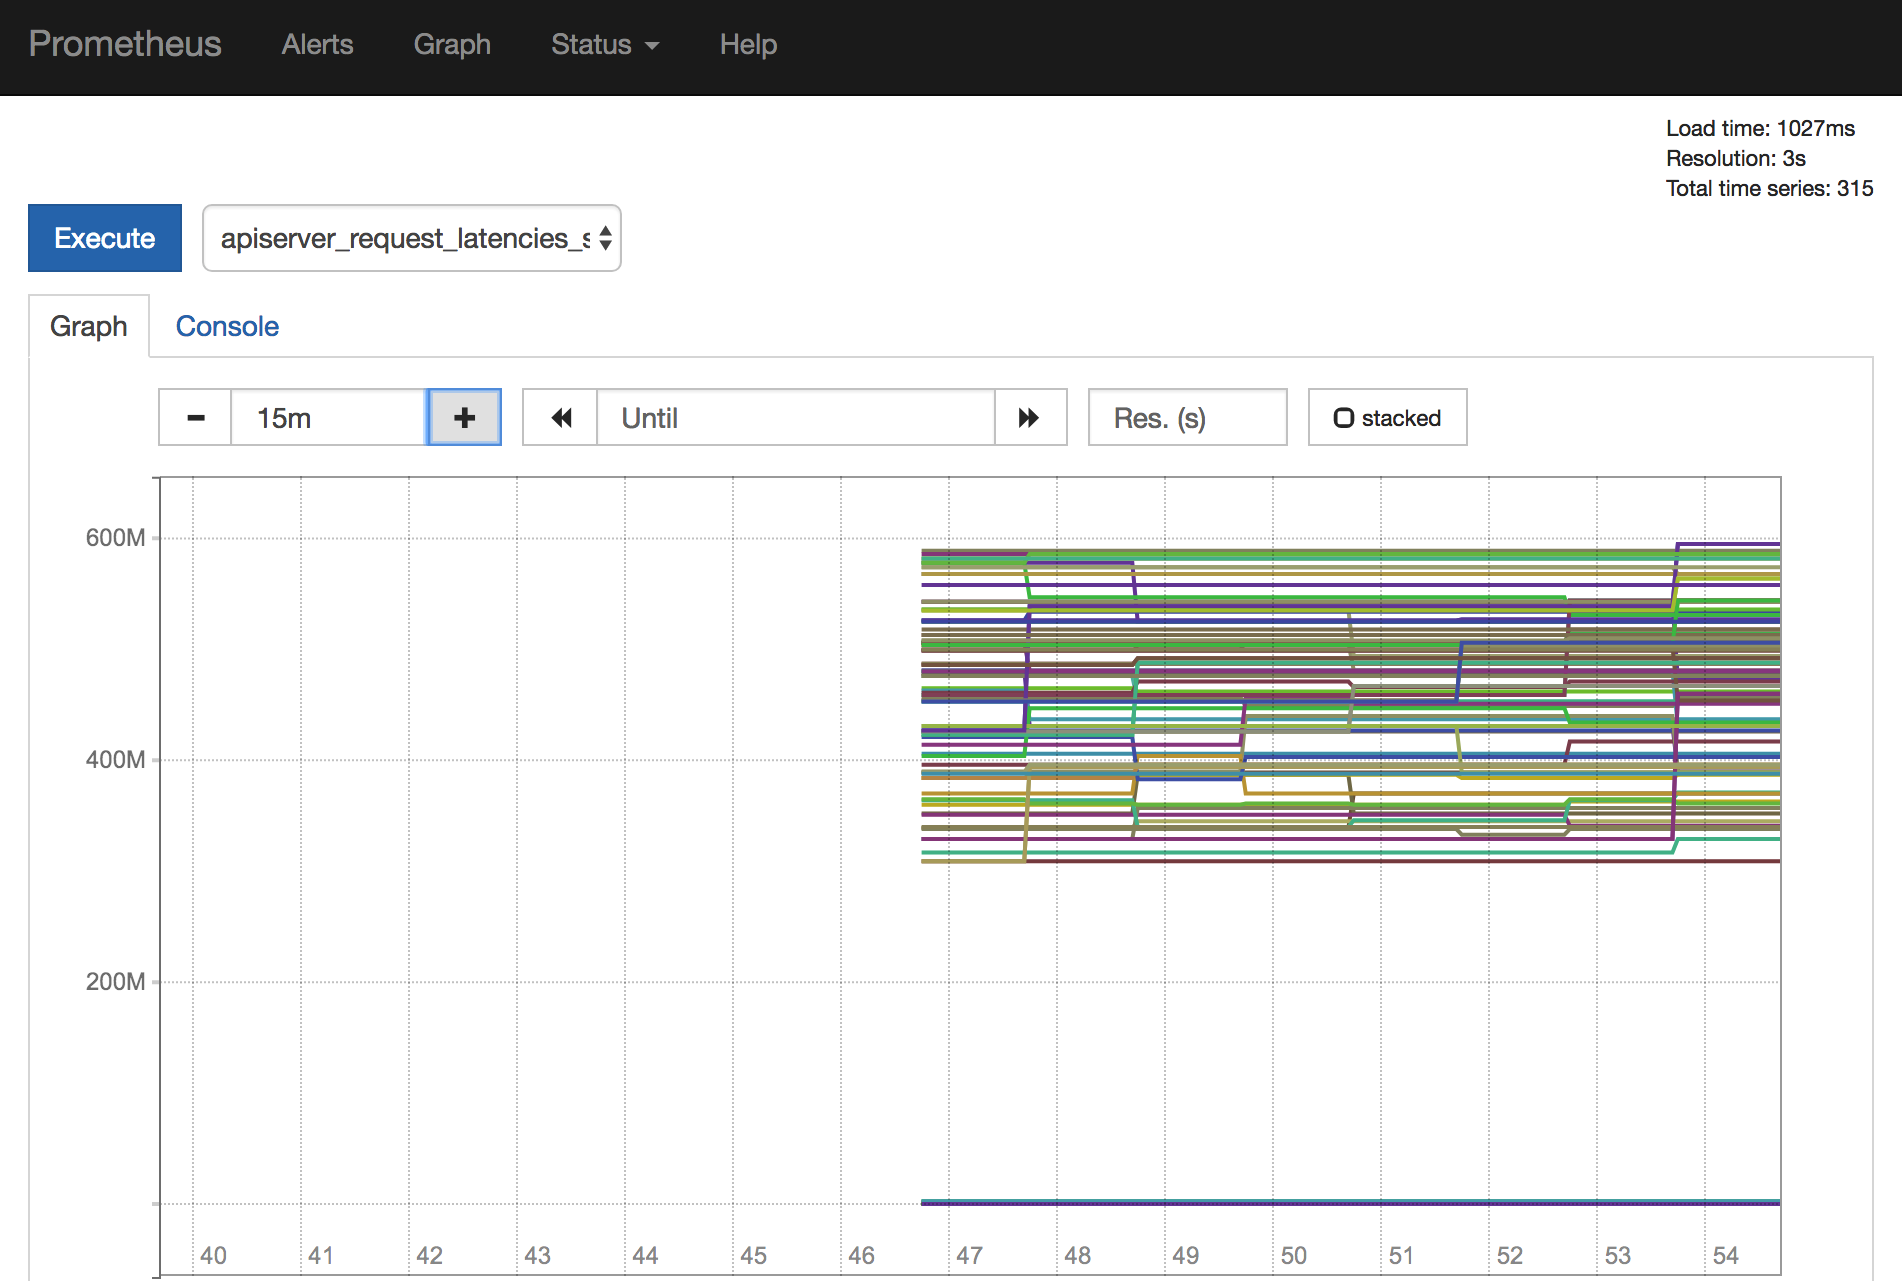 Prometheus Alerts Graph Status Help
Load time: 1027ms
Resolution: 3s
Total time series: 315
Execute apiserver_request_latencies_s
Graph Console
15m Until Res. (s) stacked
600M
400M
200M
40 41 42 43 44 45 46 47 48 49 50 51 52 53 54